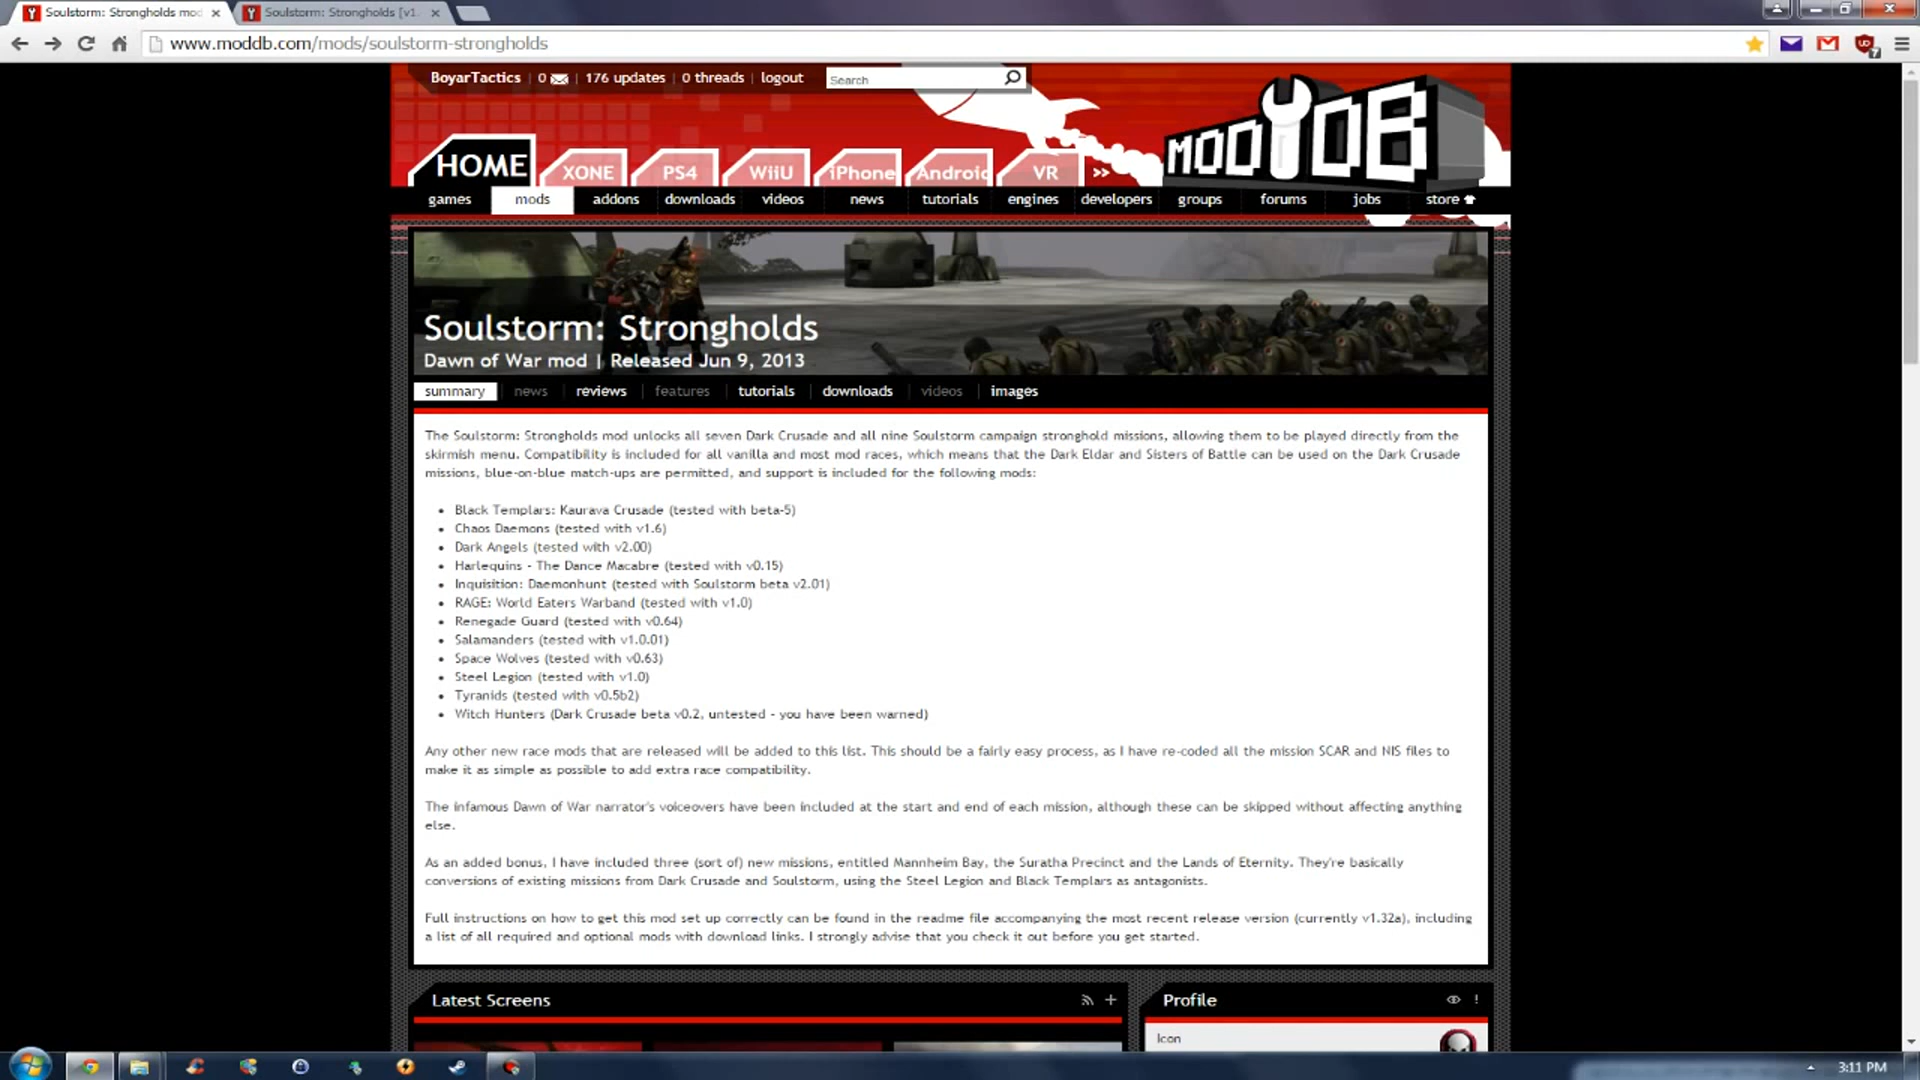 Soulstorm: Strongholds mod
Soulstorm: Strongholds [v1
www.moddb.com/mods/soulstorm-strongholds
BoyarTactics | 0 | 176 updates | 0 threads | logout
Search
MOD DB
HOME XONE PS4 WiiU iPhone Android VR >>
games mods addons downloads videos news tutorials engines developers groups forums jobs store
Soulstorm: Strongholds
Dawn of War mod | Released Jun 9, 2013
summary news reviews features tutorials downloads videos images
The Soulstorm: Strongholds mod unlocks all seven Dark Crusade and all nine Soulstorm campaign stronghold missions, allowing them to be played directly from the
skirmish menu. Compatibility is included for all vanilla and most mod races, which means that the Dark Eldar and Sisters of Battle can be used on the Dark Crusade
missions, blue-on-blue match-ups are permitted, and support is included for the following mods:
• Black Templars: Kaurava Crusade (tested with beta-5)
• Chaos Daemons (tested with v1.6)
• Dark Angels (tested with v2.00)
• Harlequins - The Dance Macabre (tested with v0.15)
• Inquisition: Daemonhunt (tested with Soulstorm beta v2.01)
• RAGE: World Eaters Warband (tested with v1.0)
• Renegade Guard (tested with v0.64)
• Salamanders (tested with v1.0.01)
• Space Wolves (tested with v0.63)
• Steel Legion (tested with v1.0)
• Tyranids (tested with v0.5b2)
• Witch Hunters (Dark Crusade beta v0.2, untested - you have been warned)
Any other new race mods that are released will be added to this list. This should be a fairly easy process, as I have re-coded all the mission SCAR and NIS files to
make it as simple as possible to add extra race compatibility.
The infamous Dawn of War narrator's voiceovers have been included at the start and end of each mission, although these can be skipped without affecting anything
else.
As an added bonus, I have included three (sort of) new missions, entitled Mannheim Bay, the Suratha Precinct and the Lands of Eternity. They're basically
conversions of existing missions from Dark Crusade and Soulstorm, using the Steel Legion and Black Templars as antagonists.
Full instructions on how to get this mod set up correctly can be found in the readme file accompanying the most recent release version (currently v1.32a), including
a list of all required and optional mods with download links. I strongly advise that you check it out before you get started.
Latest Screens
Profile
Icon
3:11 PM